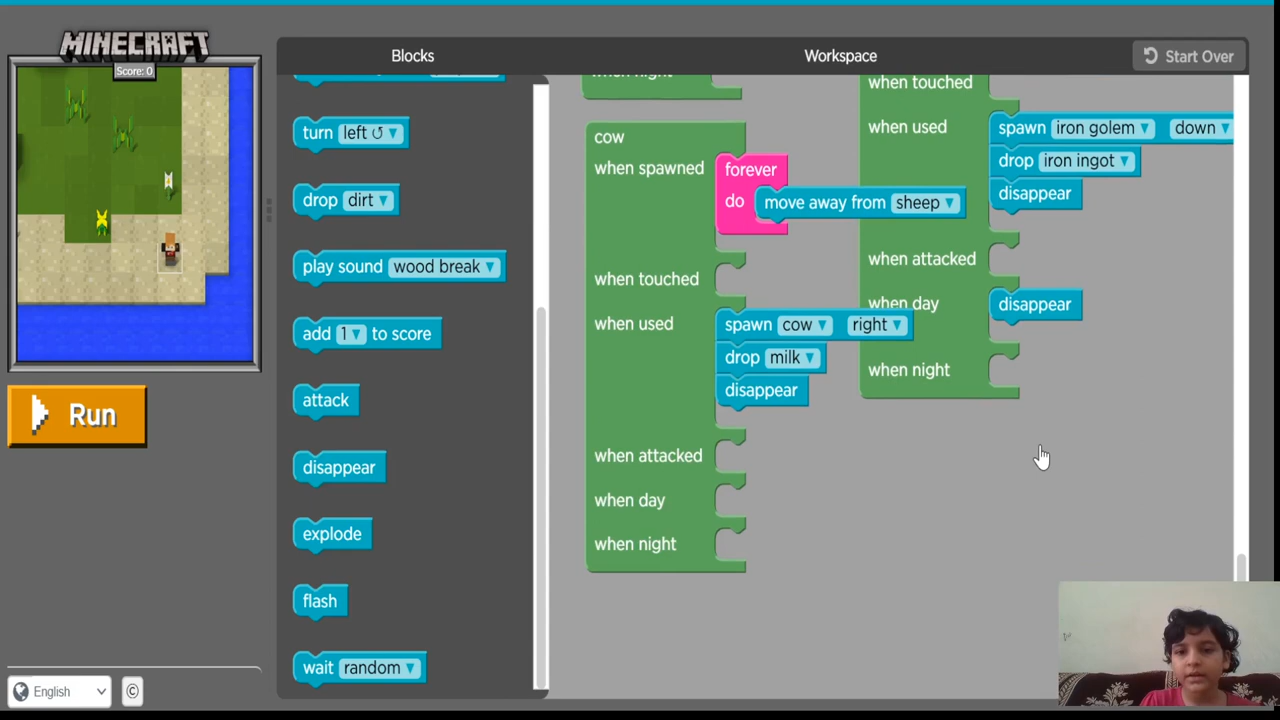 MINECRAFT
Score: 0
Run
English
©
Blocks
Workspace
Start Over
turn left ↺ ▼
drop dirt ▼
play sound wood break ▼
add 1 ▼ to score
attack
disappear
explode
flash
wait random ▼
when night
cow
when spawned
forever
do
move away from sheep ▼
when touched
when used
spawn cow ▼ right ▼
drop milk ▼
disappear
when attacked
when day
when night
when touched
when used
spawn iron golem ▼ down ▼
drop iron ingot ▼
disappear
when attacked
when day
disappear
when night